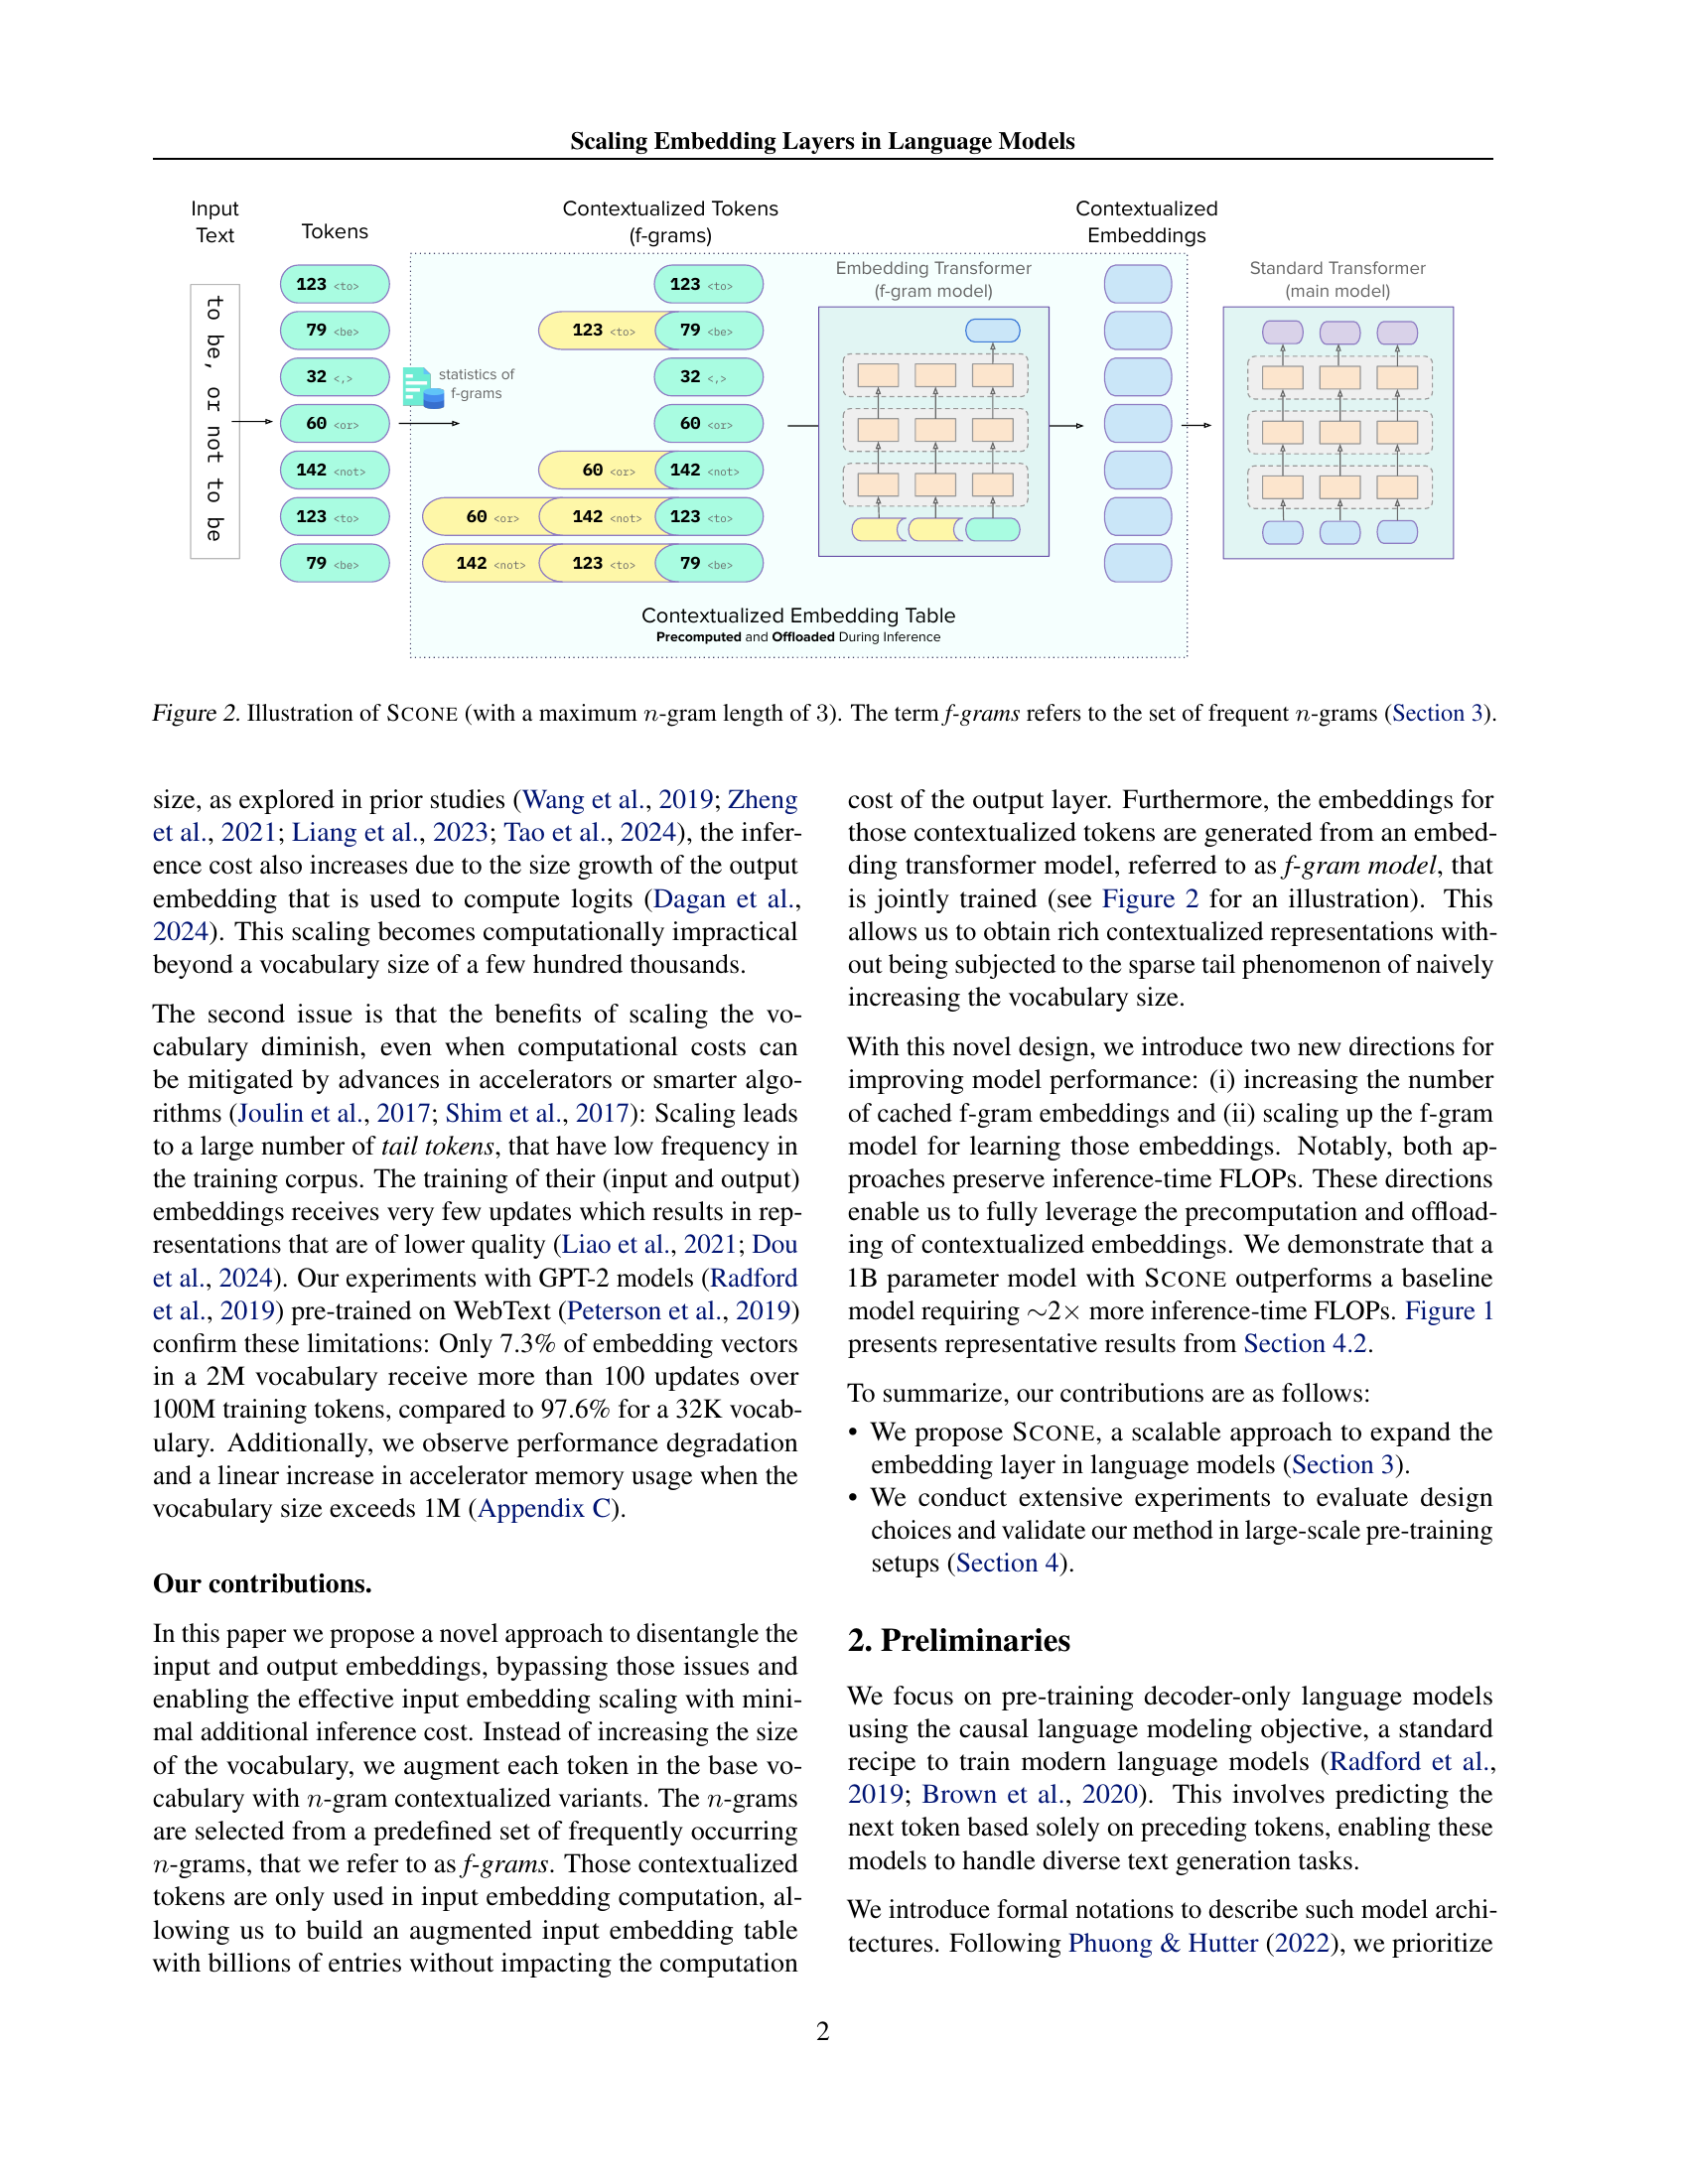 Scaling Embedding Layers in Language Models
Input
Text
Tokens
Contextualized Tokens
(f-grams)
Contextualized
Embeddings
to be, or not to be
123 <to>
79 <be>
32 <,>
60 <or>
142 <not>
123 <to>
79 <be>
statistics of
f-grams
123 <to>
123 <to> 79 <be>
32 <,>
60 <or>
60 <or> 142 <not>
60 <or> 142 <not> 123 <to>
142 <not> 123 <to> 79 <be>
Embedding Transformer
(f-gram model)
Standard Transformer
(main model)
Contextualized Embedding Table
Precomputed and Offloaded During Inference
Figure 2. Illustration of SCONE (with a maximum n-gram length of 3). The term f-grams refers to the set of frequent n-grams (Section 3).
size, as explored in prior studies (Wang et al., 2019; Zheng
et al., 2021; Liang et al., 2023; Tao et al., 2024), the infer-
ence cost also increases due to the size growth of the output
embedding that is used to compute logits (Dagan et al.,
2024). This scaling becomes computationally impractical
beyond a vocabulary size of a few hundred thousands.
The second issue is that the benefits of scaling the vo-
cabulary diminish, even when computational costs can
be mitigated by advances in accelerators or smarter algo-
rithms (Joulin et al., 2017; Shim et al., 2017): Scaling leads
to a large number of tail tokens, that have low frequency in
the training corpus. The training of their (input and output)
embeddings receives very few updates which results in rep-
resentations that are of lower quality (Liao et al., 2021; Dou
et al., 2024). Our experiments with GPT-2 models (Radford
et al., 2019) pre-trained on WebText (Peterson et al., 2019)
confirm these limitations: Only 7.3% of embedding vectors
in a 2M vocabulary receive more than 100 updates over
100M training tokens, compared to 97.6% for a 32K vocab-
ulary. Additionally, we observe performance degradation
and a linear increase in accelerator memory usage when the
vocabulary size exceeds 1M (Appendix C).
Our contributions.
In this paper we propose a novel approach to disentangle the
input and output embeddings, bypassing those issues and
enabling the effective input embedding scaling with mini-
mal additional inference cost. Instead of increasing the size
of the vocabulary, we augment each token in the base vo-
cabulary with n-gram contextualized variants. The n-grams
are selected from a predefined set of frequently occurring
n-grams, that we refer to as f-grams. Those contextualized
tokens are only used in input embedding computation, al-
lowing us to build an augmented input embedding table
with billions of entries without impacting the computation
cost of the output layer. Furthermore, the embeddings for
those contextualized tokens are generated from an embed-
ding transformer model, referred to as f-gram model, that
is jointly trained (see Figure 2 for an illustration). This
allows us to obtain rich contextualized representations with-
out being subjected to the sparse tail phenomenon of naively
increasing the vocabulary size.
With this novel design, we introduce two new directions for
improving model performance: (i) increasing the number
of cached f-gram embeddings and (ii) scaling up the f-gram
model for learning those embeddings. Notably, both ap-
proaches preserve inference-time FLOPs. These directions
enable us to fully leverage the precomputation and offload-
ing of contextualized embeddings. We demonstrate that a
1B parameter model with SCONE outperforms a baseline
model requiring ∼2× more inference-time FLOPs. Figure 1
presents representative results from Section 4.2.
To summarize, our contributions are as follows:
• We propose SCONE, a scalable approach to expand the
embedding layer in language models (Section 3).
• We conduct extensive experiments to evaluate design
choices and validate our method in large-scale pre-training
setups (Section 4).
2. Preliminaries
We focus on pre-training decoder-only language models
using the causal language modeling objective, a standard
recipe to train modern language models (Radford et al.,
2019; Brown et al., 2020). This involves predicting the
next token based solely on preceding tokens, enabling these
models to handle diverse text generation tasks.
We introduce formal notations to describe such model archi-
tectures. Following Phuong & Hutter (2022), we prioritize
2